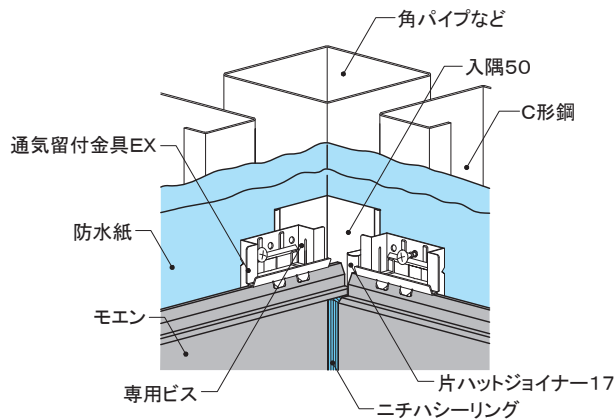 角パイプなど
入隅50
C形鋼
通気留付金具EX
防水紙
モエン
専用ビス
片ハットジョイナー17
ニチハシーリング